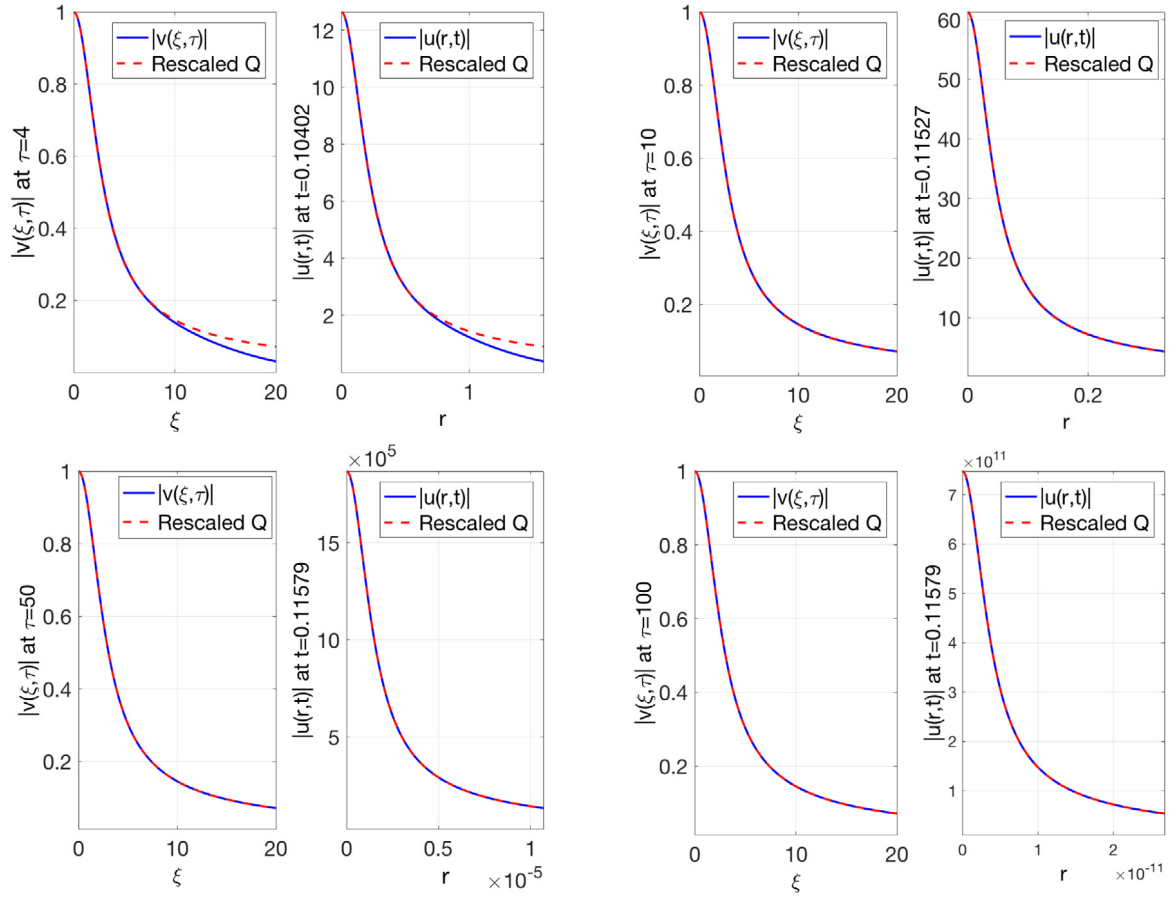 1
0.8
0.6
0.4
0.2
0
10
20
ξ
|v(ξ,τ)| at τ=4
|v(ξ,τ)|
Rescaled Q
12
10
8
6
4
2
0
1
r
|u(r,t)| at t=0.10402
|u(r,t)|
Rescaled Q
1
0.8
0.6
0.4
0.2
0
10
20
ξ
|v(ξ,τ)| at τ=10
|v(ξ,τ)|
Rescaled Q
60
50
40
30
20
10
0
0.2
r
|u(r,t)| at t=0.11527
|u(r,t)|
Rescaled Q
1
0.8
0.6
0.4
0.2
0
10
20
ξ
|v(ξ,τ)| at τ=50
|v(ξ,τ)|
Rescaled Q
×10⁵
15
10
5
0
0.5
1
r
×10⁻⁵
|u(r,t)| at t=0.11579
|u(r,t)|
Rescaled Q
1
0.8
0.6
0.4
0.2
0
10
20
ξ
|v(ξ,τ)| at τ=100
|v(ξ,τ)|
Rescaled Q
×10¹¹
7
6
5
4
3
2
1
0
1
2
r
×10⁻¹¹
|u(r,t)| at t=0.11579
|u(r,t)|
Rescaled Q